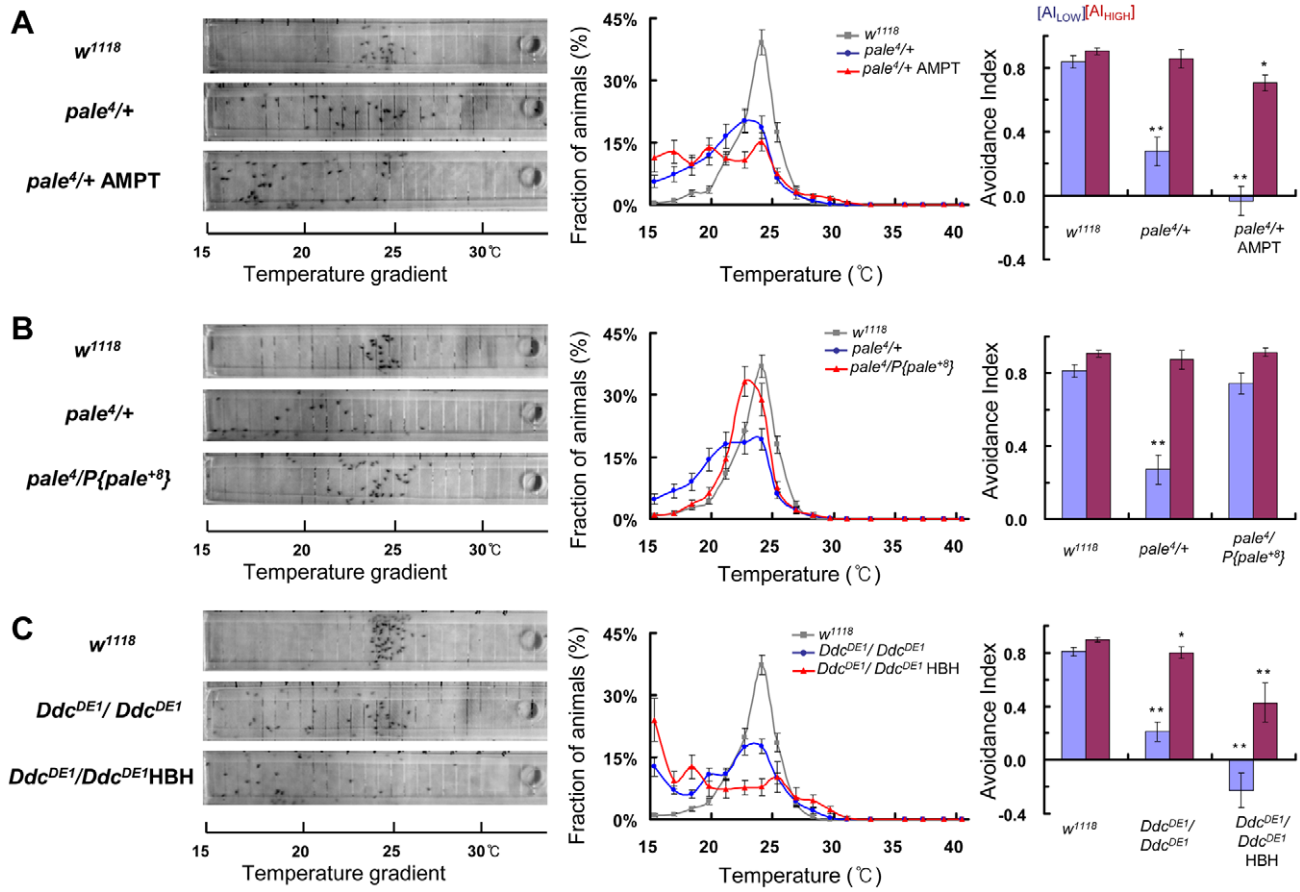 A
w1118
pale4/+
pale4/+ AMPT
15 20 25 30℃
Temperature gradient
Fraction of animals (%)
45%
30%
15%
0%
w1118
pale4/+
pale4/+ AMPT
15 20 25 30 35 40
Temperature (℃)
[AILOW][AIHIGH]
Avoidance Index
0.8
0.4
0.0
-0.4
**
**
*
w1118
pale4/+
pale4/+
AMPT
B
w1118
pale4/+
pale4/P{pale+8}
15 20 25 30℃
Temperature gradient
Fraction of animals (%)
45%
30%
15%
0%
w1118
pale4/+
pale4/P{pale+8}
15 20 25 30 35 40
Temperature (℃)
Avoidance Index
0.8
0.4
0.0
**
w1118
pale4/+
pale4/
P{pale+8}
C
w1118
DdcDE1/ DdcDE1
DdcDE1/DdcDE1HBH
15 20 25 30℃
Temperature gradient
Fraction of animals (%)
45%
30%
15%
0%
w1118
DdcDE1/ DdcDE1
DdcDE1/ DdcDE1 HBH
15 20 25 30 35 40
Temperature (℃)
Avoidance Index
0.8
0.4
0.0
-0.4
**
*
**
**
w1118
DdcDE1/
DdcDE1
DdcDE1/
DdcDE1
HBH